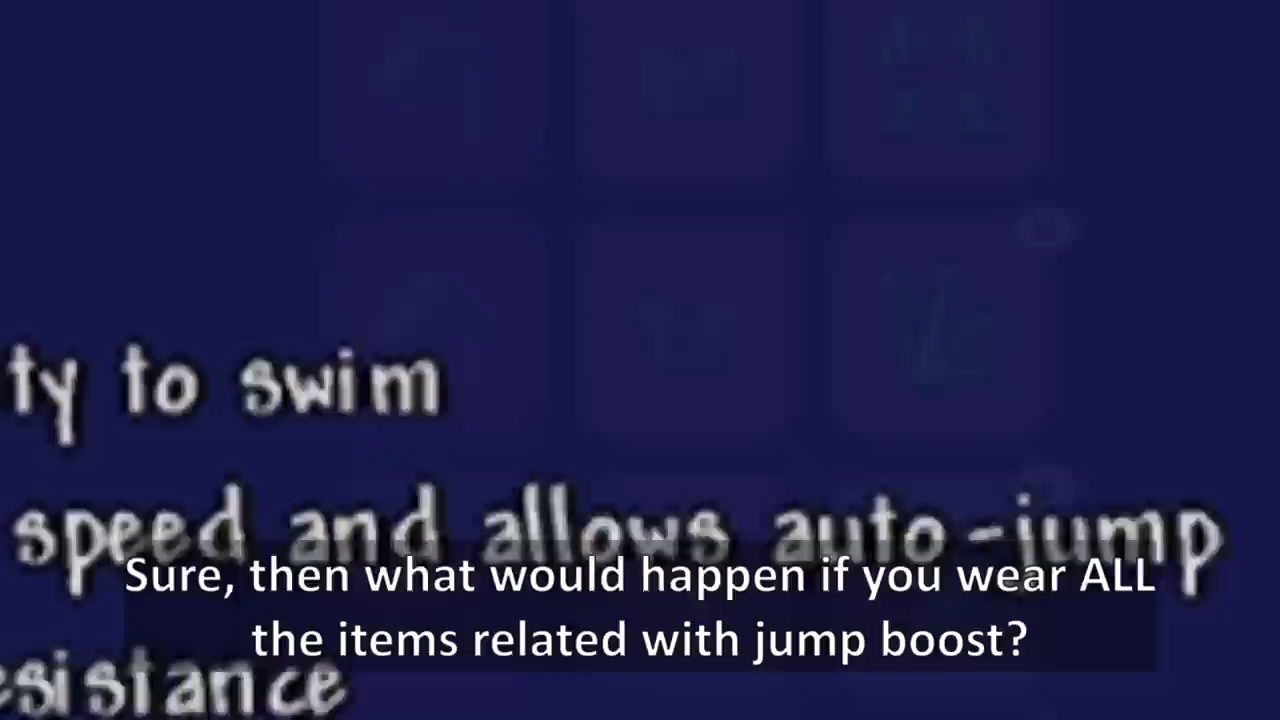 ty to swim
speed and allows auto-jump
Sure, then what would happen if you wear ALL
the items related with jump boost?
esistance